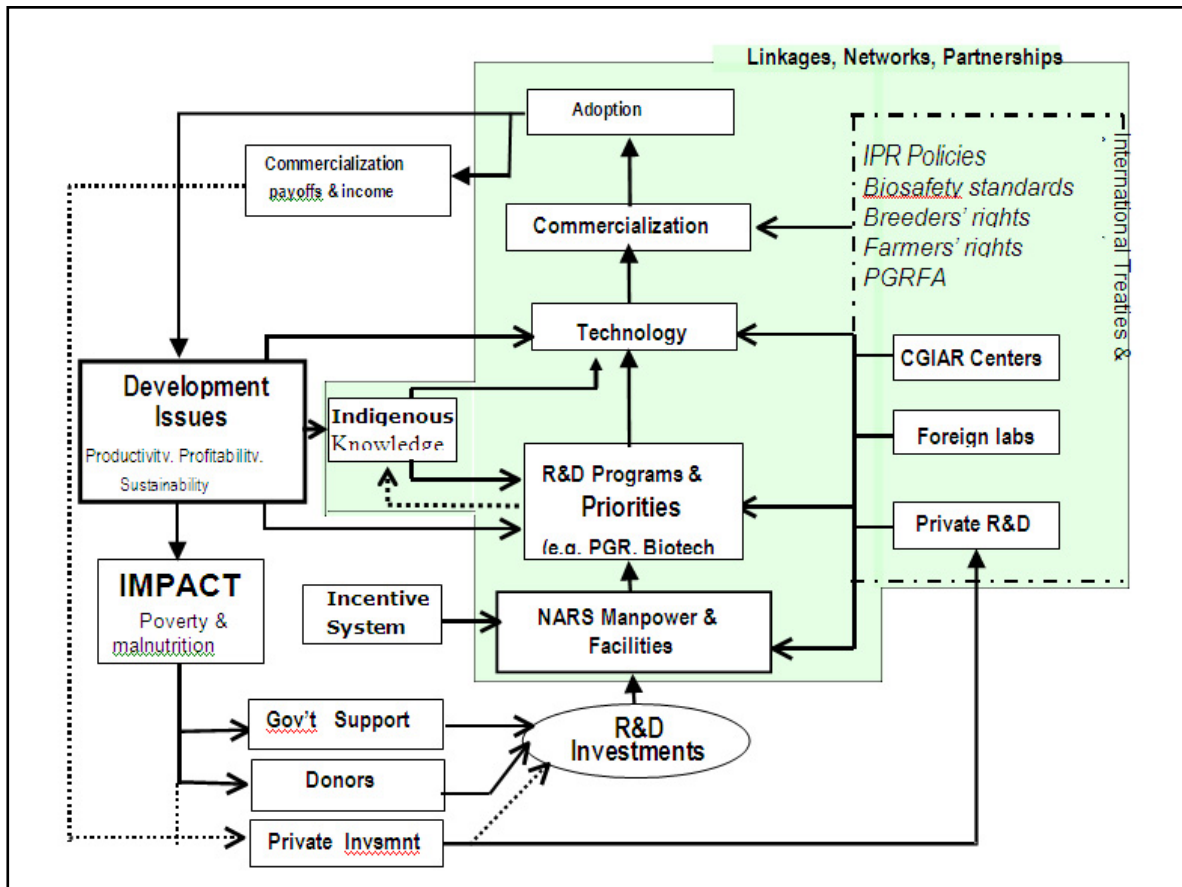 Linkages, Networks, Partnerships
Adoption
Commercialization
payoffs & income
IPR Policies
Biosafety standards
Breeders' rights
Farmers' rights
PGRFA
International Treaties &
Commercialization
Technology
CGIAR Centers
Development
Issues
Productivity, Profitability,
Sustainability
Indigenous
Knowledge
Foreign labs
R&D Programs &
Priorities
(e.g. PGR, Biotech
Private R&D
IMPACT
Poverty &
malnutrition
Incentive
System
NARS Manpower &
Facilities
Gov't Support
R&D
Investments
Donors
Private Invsmnt